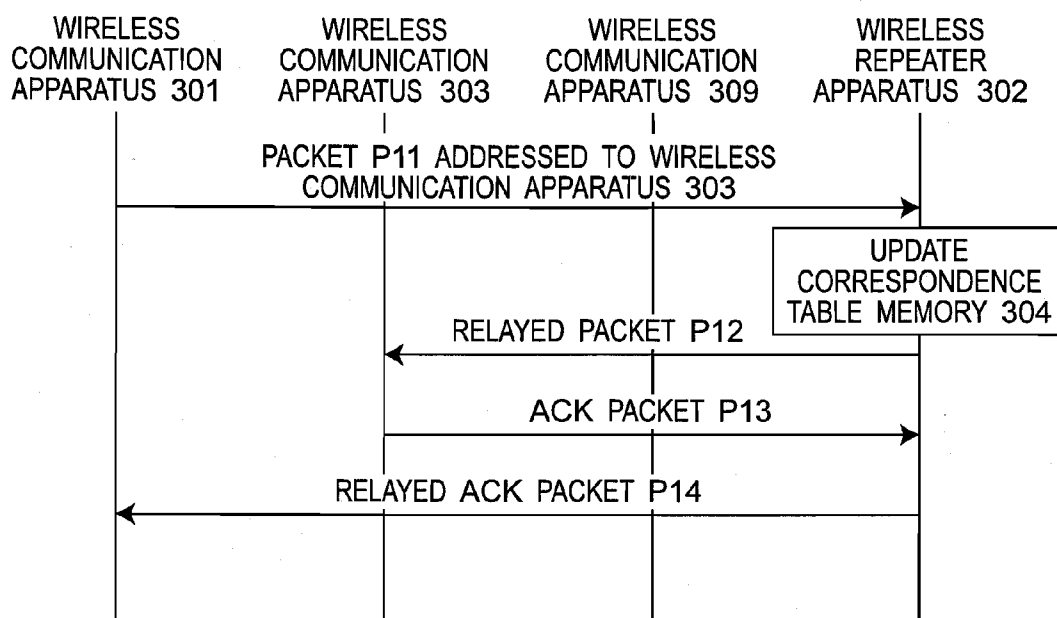 WIRELESS
COMMUNICATION
APPARATUS 301
WIRELESS
COMMUNICATION
APPARATUS 303
WIRELESS
COMMUNICATION
APPARATUS 309
WIRELESS
REPEATER
APPARATUS 302
PACKET P11 ADDRESSED TO WIRELESS
COMMUNICATION APPARATUS 303
UPDATE
CORRESPONDENCE
TABLE MEMORY 304
RELAYED PACKET P12
ACK PACKET P13
RELAYED ACK PACKET P14